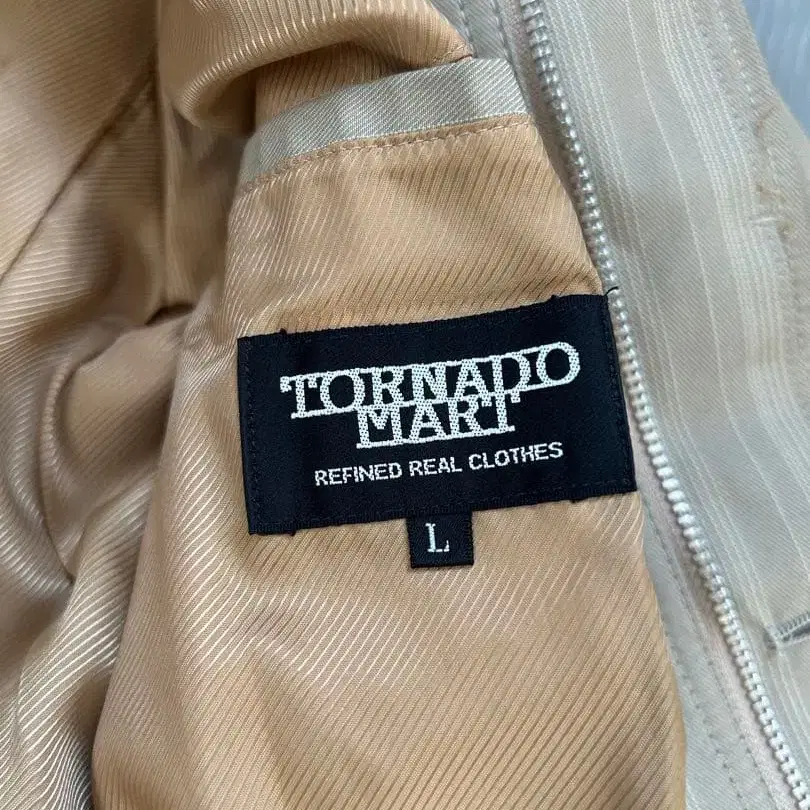 TORNADO
MART
REFINED REAL CLOTHES
L